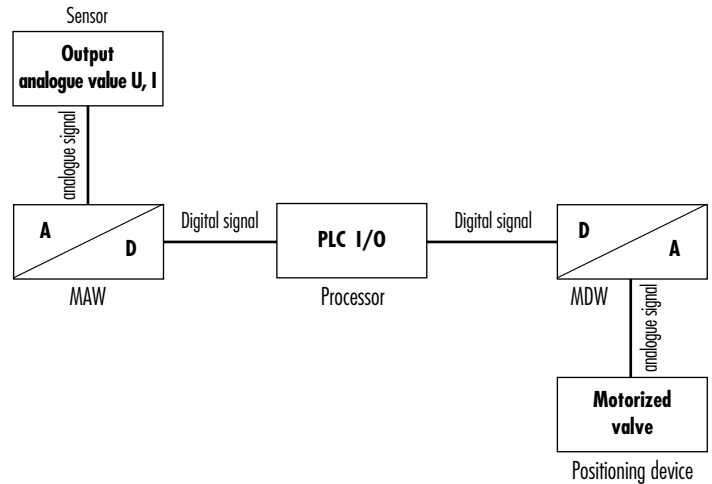 Sensor
Output
analogue value U, I
analogue signal
A
D
MAW
Digital signal
PLC I/O
Processor
Digital signal
D
A
MDW
analogue signal
Motorized
valve
Positioning device